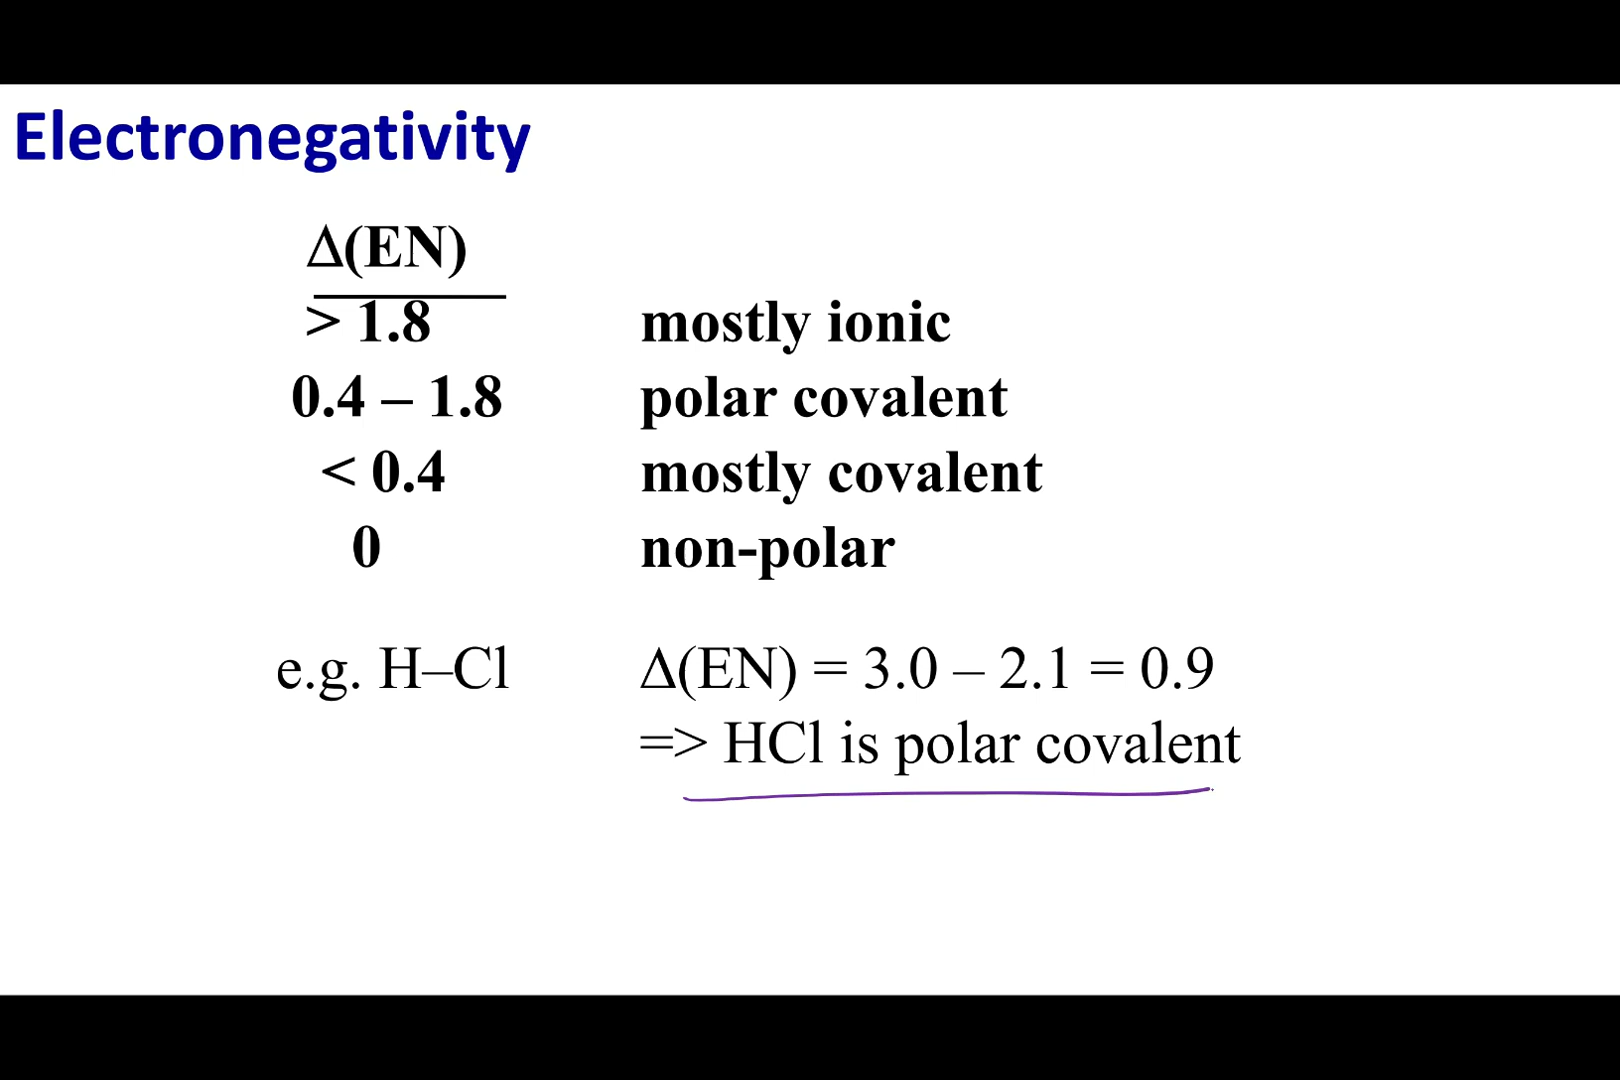 Electronegativity
Δ(EN)
> 1.8 mostly ionic
0.4 – 1.8 polar covalent
< 0.4 mostly covalent
0 non-polar
e.g. H–Cl Δ(EN) = 3.0 – 2.1 = 0.9
=> HCl is polar covalent